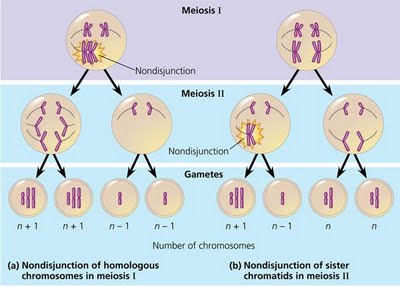 Meiosis I
Nondisjunction
Meiosis II
Nondisjunction
Gametes
n + 1 n + 1 n – 1 n – 1 n + 1 n – 1 n n
Number of chromosomes
(a) Nondisjunction of homologous
chromosomes in meiosis I
(b) Nondisjunction of sister
chromatids in meiosis II